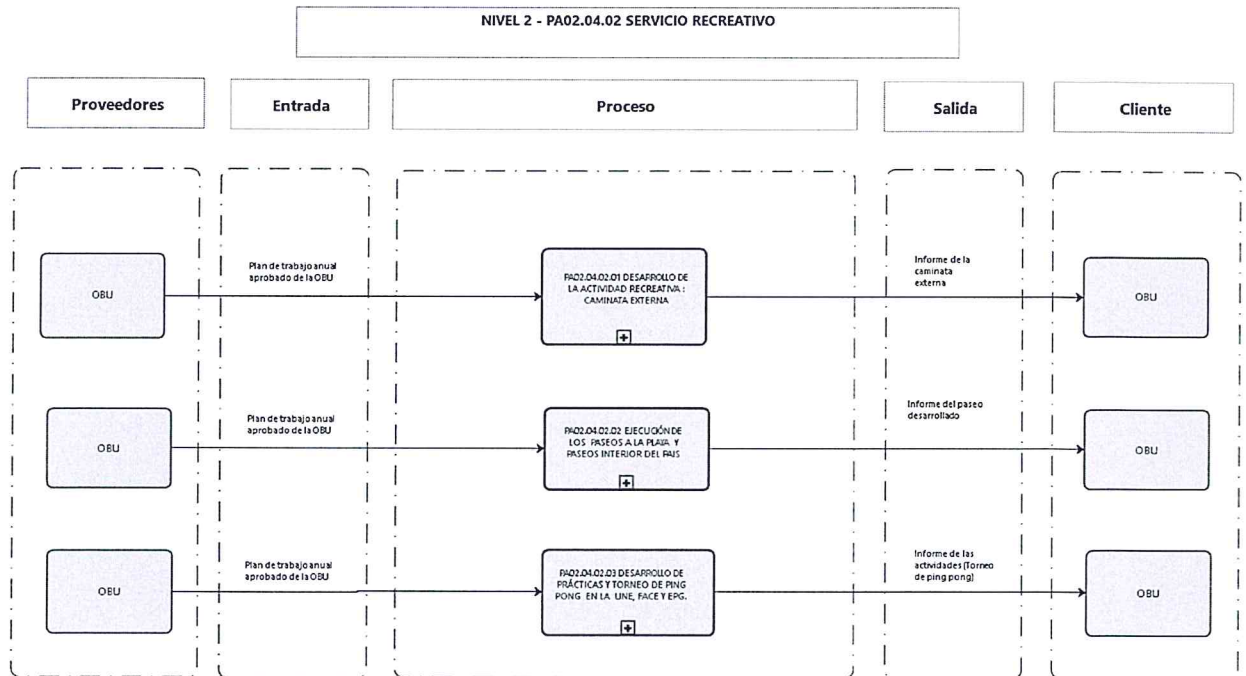 NIVEL 2 - PA02.04.02 SERVICIO RECREATIVO
Proveedores
Entrada
Proceso
Salida
Cliente
OBU
Plan de trabajo anual
aprobado de la OBU
PA02.04.02.01 DESARROLLO DE
LA ACTIVIDAD RECREATIVA :
CAMINATA EXTERNA
Informe de la
caminata
externa
OBU
OBU
Plan de trabajo anual
aprobado de la OBU
PA02.04.02.02 EJECUCIÓN DE
LOS PASEOS A LA PLAYA Y
PASEOS INTERIOR DEL PAIS
Informe del paseo
desarrollado
OBU
OBU
Plan de trabajo anual
aprobado de la OBU
PA02.04.02.03 DESARROLLO DE
PRÁCTICAS Y TORNEO DE PING
PONG EN LA UNE, FACE Y EPG.
Informe de las
actividades (Torneo
de ping pong)
OBU